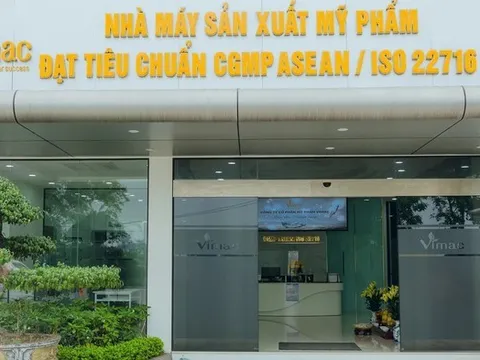 NHÀ MÁY SẢN XUẤT MỸ PHẨM
ĐẠT TIÊU CHUẨN CGMP ASEAN / ISO 22716
Vimac
Vimac